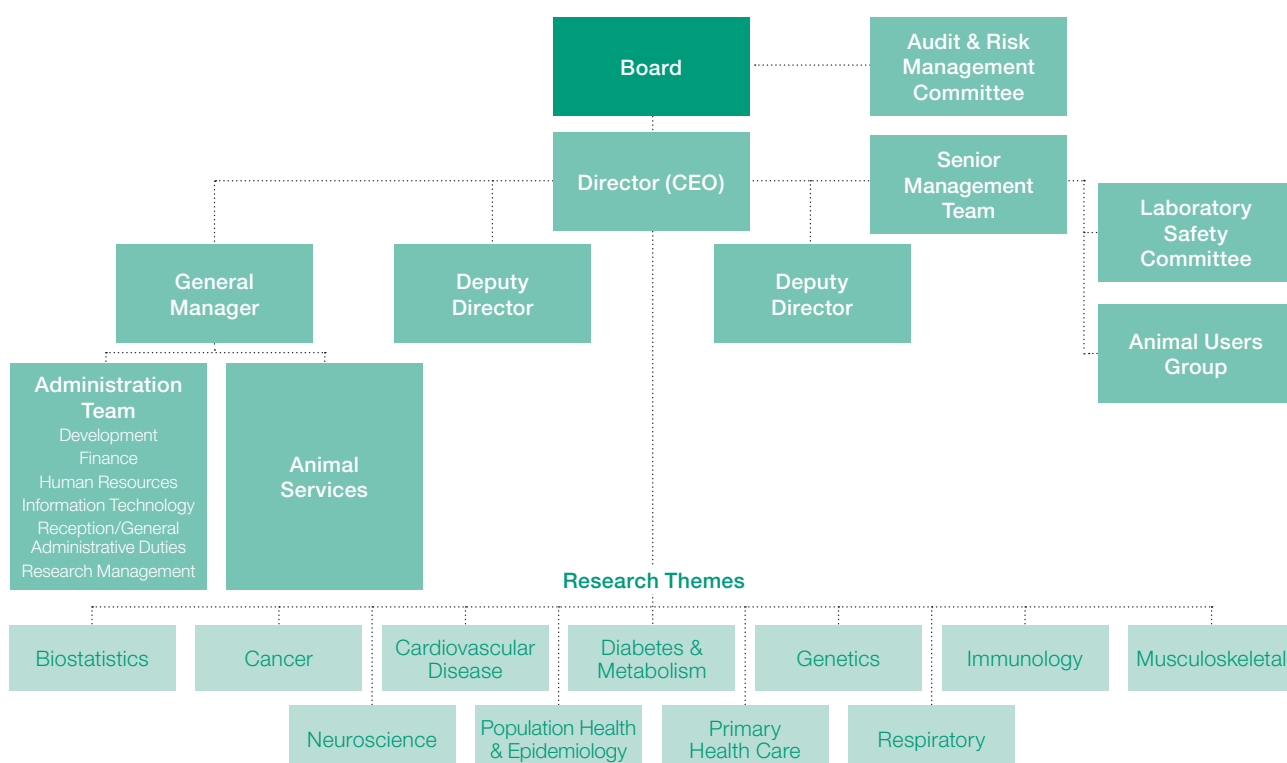 Board
Audit & Risk
Management
Committee
Director (CEO)
Senior
Management
Team
Laboratory
Safety
Committee
General
Manager
Deputy
Director
Deputy
Director
Animal Users
Group
Administration
Team
Development
Finance
Human Resources
Information Technology
Reception/General
Administrative Duties
Research Management
Animal
Services
Research Themes
Biostatistics
Cancer
Cardiovascular
Disease
Diabetes &
Metabolism
Genetics
Immunology
Musculoskeletal
Neuroscience
Population Health
& Epidemiology
Primary
Health Care
Respiratory